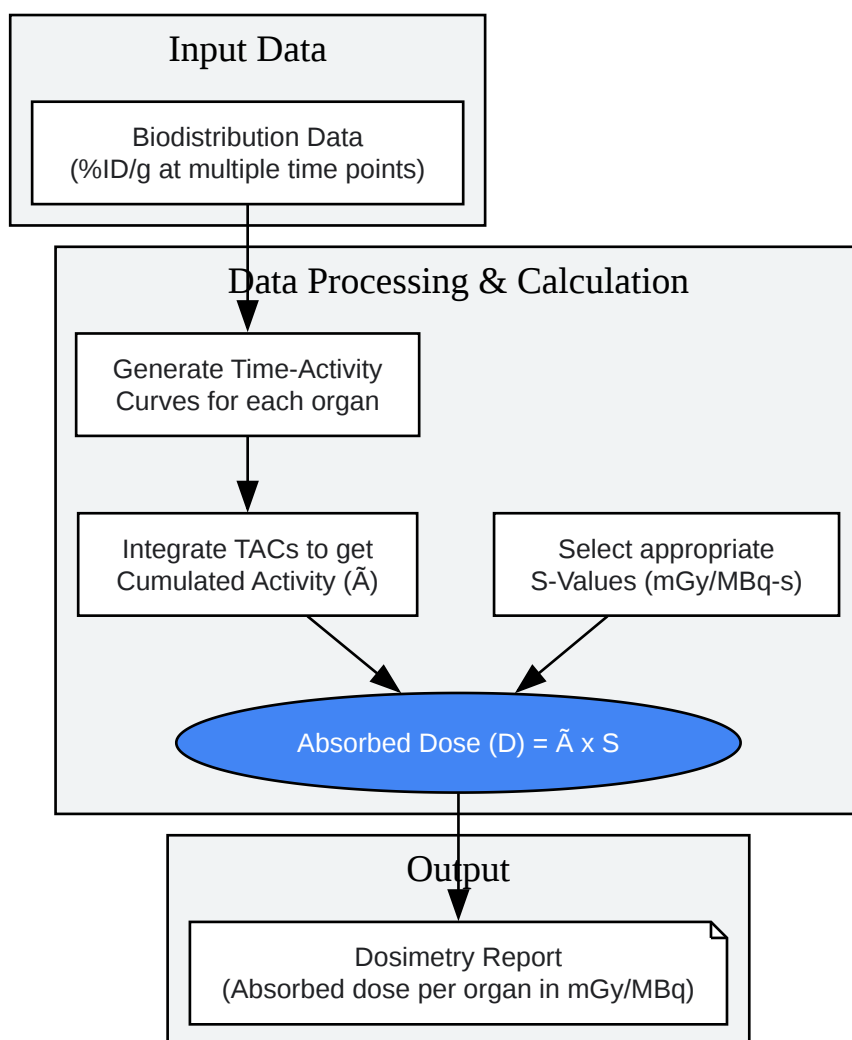 Input Data
Biodistribution Data
(%ID/g at multiple time points)
Data Processing & Calculation
Generate Time-Activity
Curves for each organ
Integrate TACs to get
Cumulated Activity (Ã)
Select appropriate
S-Values (mGy/MBq-s)
Absorbed Dose (D) = Ã x S
Output
Dosimetry Report
(Absorbed dose per organ in mGy/MBq)